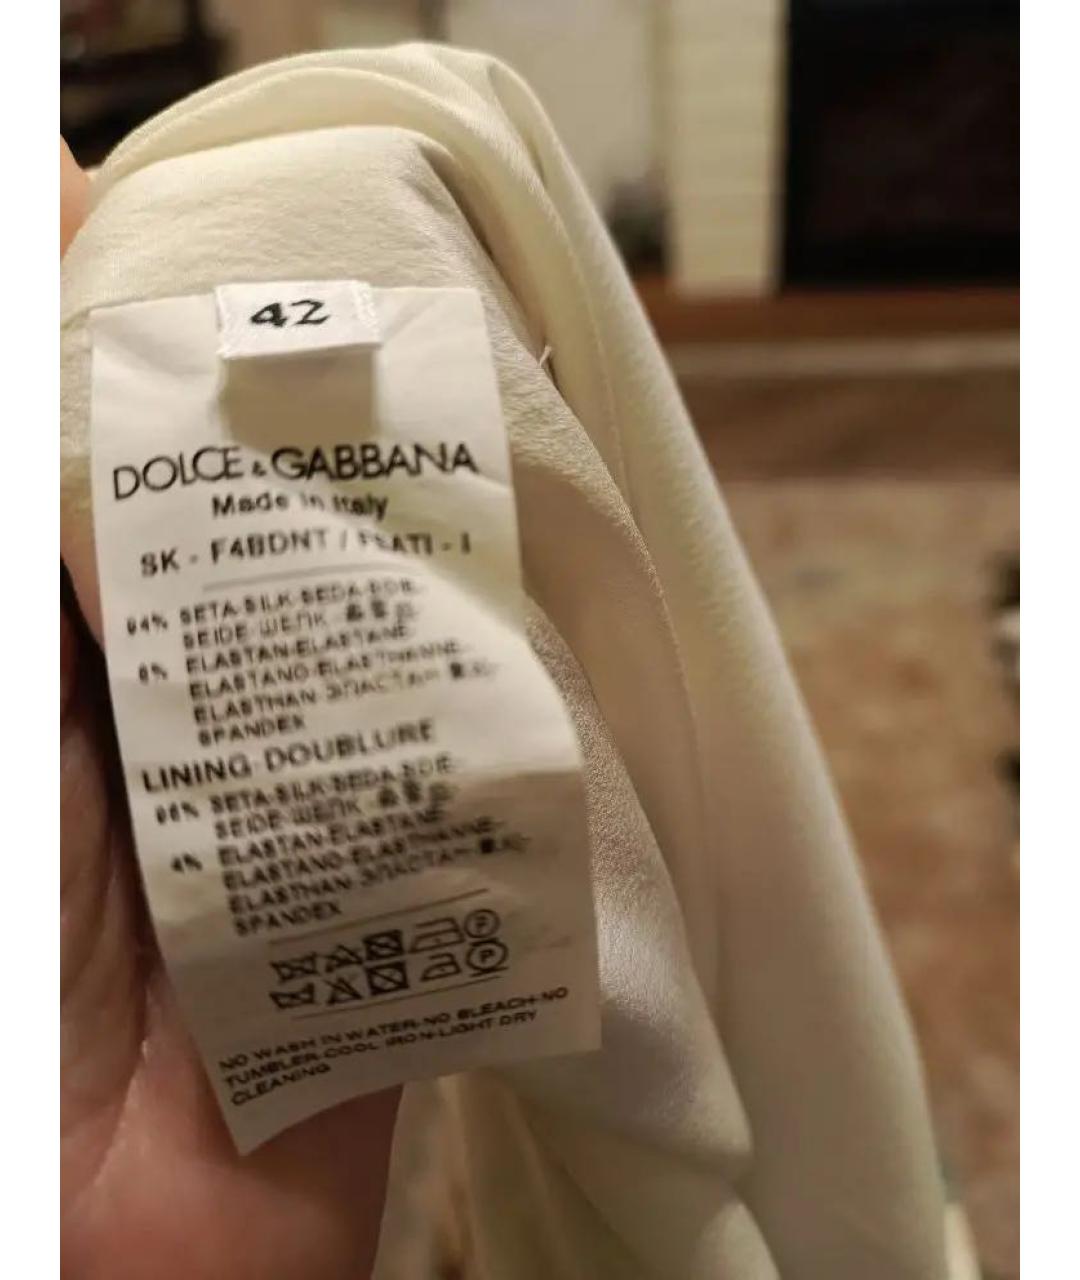 42
DOLCE & GABBANA
Made in Italy
SK - F4BDNT / FSATI - I
94% SETA-SILK-SEDA-SOIE-
SEIDE-ШЕЛК-
6% ELASTAN-ELASTANE-
ELASTANO-ELASTHANNE-
ELASTHAN-ЭЛАСТАН-
SPANDEX
LINING-DOUBLURE
96% SETA-SILK-SEDA-SOIE-
SEIDE-ШЕЛК-
4% ELASTAN-ELASTANE-
ELASTANO-ELASTHANNE-
ELASTHAN-ЭЛАСТАН-
SPANDEX
P
P
NO WASH IN WATER-NO BLEACH-NO
TUMBLER-COOL IRON-LIGHT DRY
CLEANING